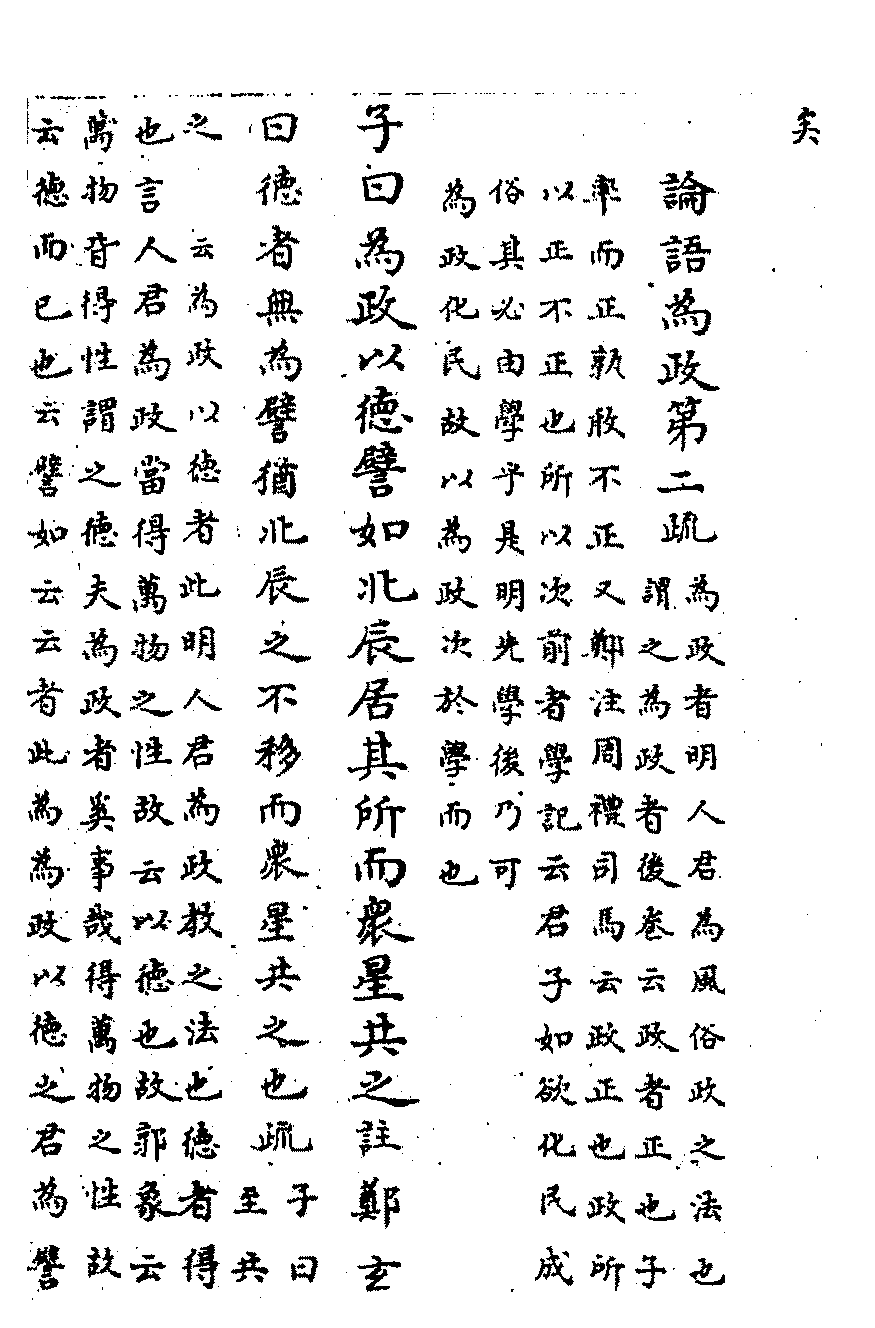 矣
論語為政第二疏
為政者明人君為風俗政之法也
謂之為政者後卷云政者正也子
率而正孰敢不正又鄭注周禮司馬云政正也政所
以正不正也所以次前者學記云君子如欲化民成
俗其必由學乎是明先學後乃可
為政化民故以為政次於學而也
子曰為政以德譬如北辰居其所而衆星共之註鄭玄
曰德者無為譬猶北辰之不移而衆星共之也疏
子曰
至共
之　云為政以德者此明人君為政教之法也德者得
也言人君為政當得萬物之性故云以德也故郭象云
萬物皆得性謂之德夫為政者奚事哉得萬物之性故
云德而已也云譬如云云者此為為政以德之君為譬